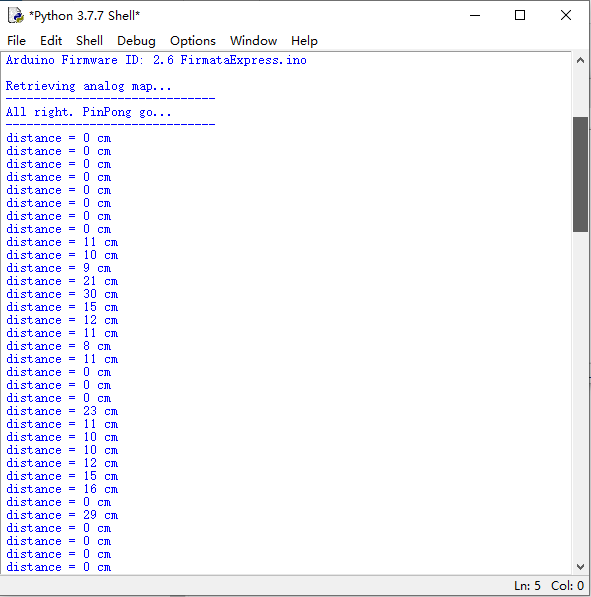 *Python 3.7.7 Shell*
File Edit Shell Debug Options Window Help
Arduino Firmware ID: 2.6 FirmataExpress.ino
Retrieving analog map...
------------------------------
All right. PinPong go...
------------------------------
distance = 0 cm
distance = 0 cm
distance = 0 cm
distance = 0 cm
distance = 0 cm
distance = 0 cm
distance = 0 cm
distance = 0 cm
distance = 11 cm
distance = 10 cm
distance = 9 cm
distance = 21 cm
distance = 30 cm
distance = 15 cm
distance = 12 cm
distance = 11 cm
distance = 8 cm
distance = 11 cm
distance = 0 cm
distance = 0 cm
distance = 0 cm
distance = 23 cm
distance = 11 cm
distance = 10 cm
distance = 10 cm
distance = 12 cm
distance = 15 cm
distance = 16 cm
distance = 0 cm
distance = 29 cm
distance = 0 cm
distance = 0 cm
distance = 0 cm
distance = 0 cm
Ln: 5 Col: 0